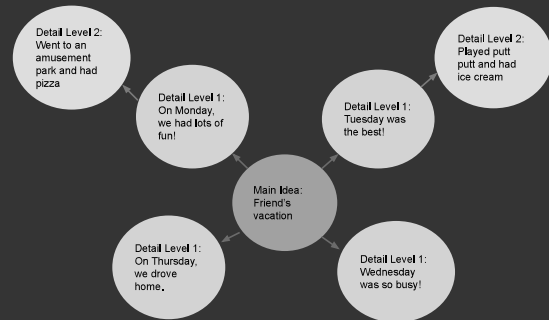 Detail Level 2:
Went to an
amusement
park and had
pizza
Detail Level 2:
Played putt
putt and had
ice cream
Detail Level 1:
On Monday,
we had lots of
fun!
Detail Level 1:
Tuesday was
the best!
Main Idea:
Friend's
vacation
Detail Level 1:
On Thursday,
we drove
home.
Detail Level 1:
Wednesday
was so busy!